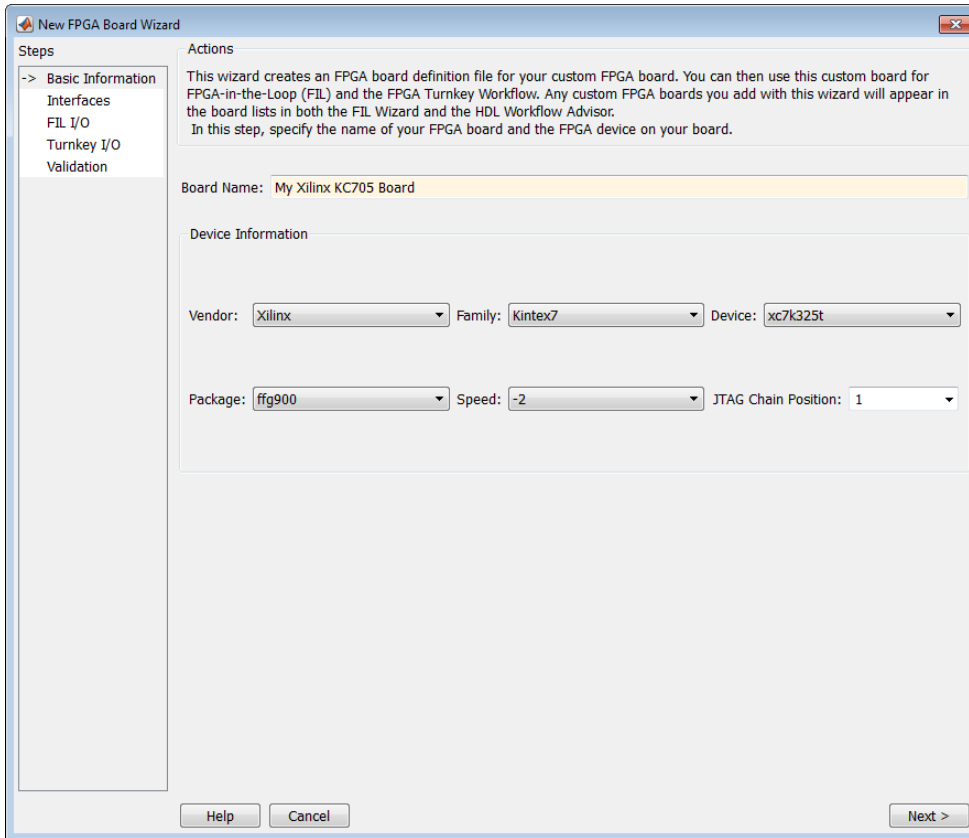 New FPGA Board Wizard
Steps
-> Basic Information
Interfaces
FIL I/O
Turnkey I/O
Validation
Actions
This wizard creates an FPGA board definition file for your custom FPGA board. You can then use this custom board for
FPGA-in-the-Loop (FIL) and the FPGA Turnkey Workflow. Any custom FPGA boards you add with this wizard will appear in
the board lists in both the FIL Wizard and the HDL Workflow Advisor.
In this step, specify the name of your FPGA board and the FPGA device on your board.
Board Name: My Xilinx KC705 Board
Device Information
Vendor: Xilinx Family: Kintex7 Device: xc7k325t
Package: ffg900 Speed: -2 JTAG Chain Position: 1
Help Cancel Next >